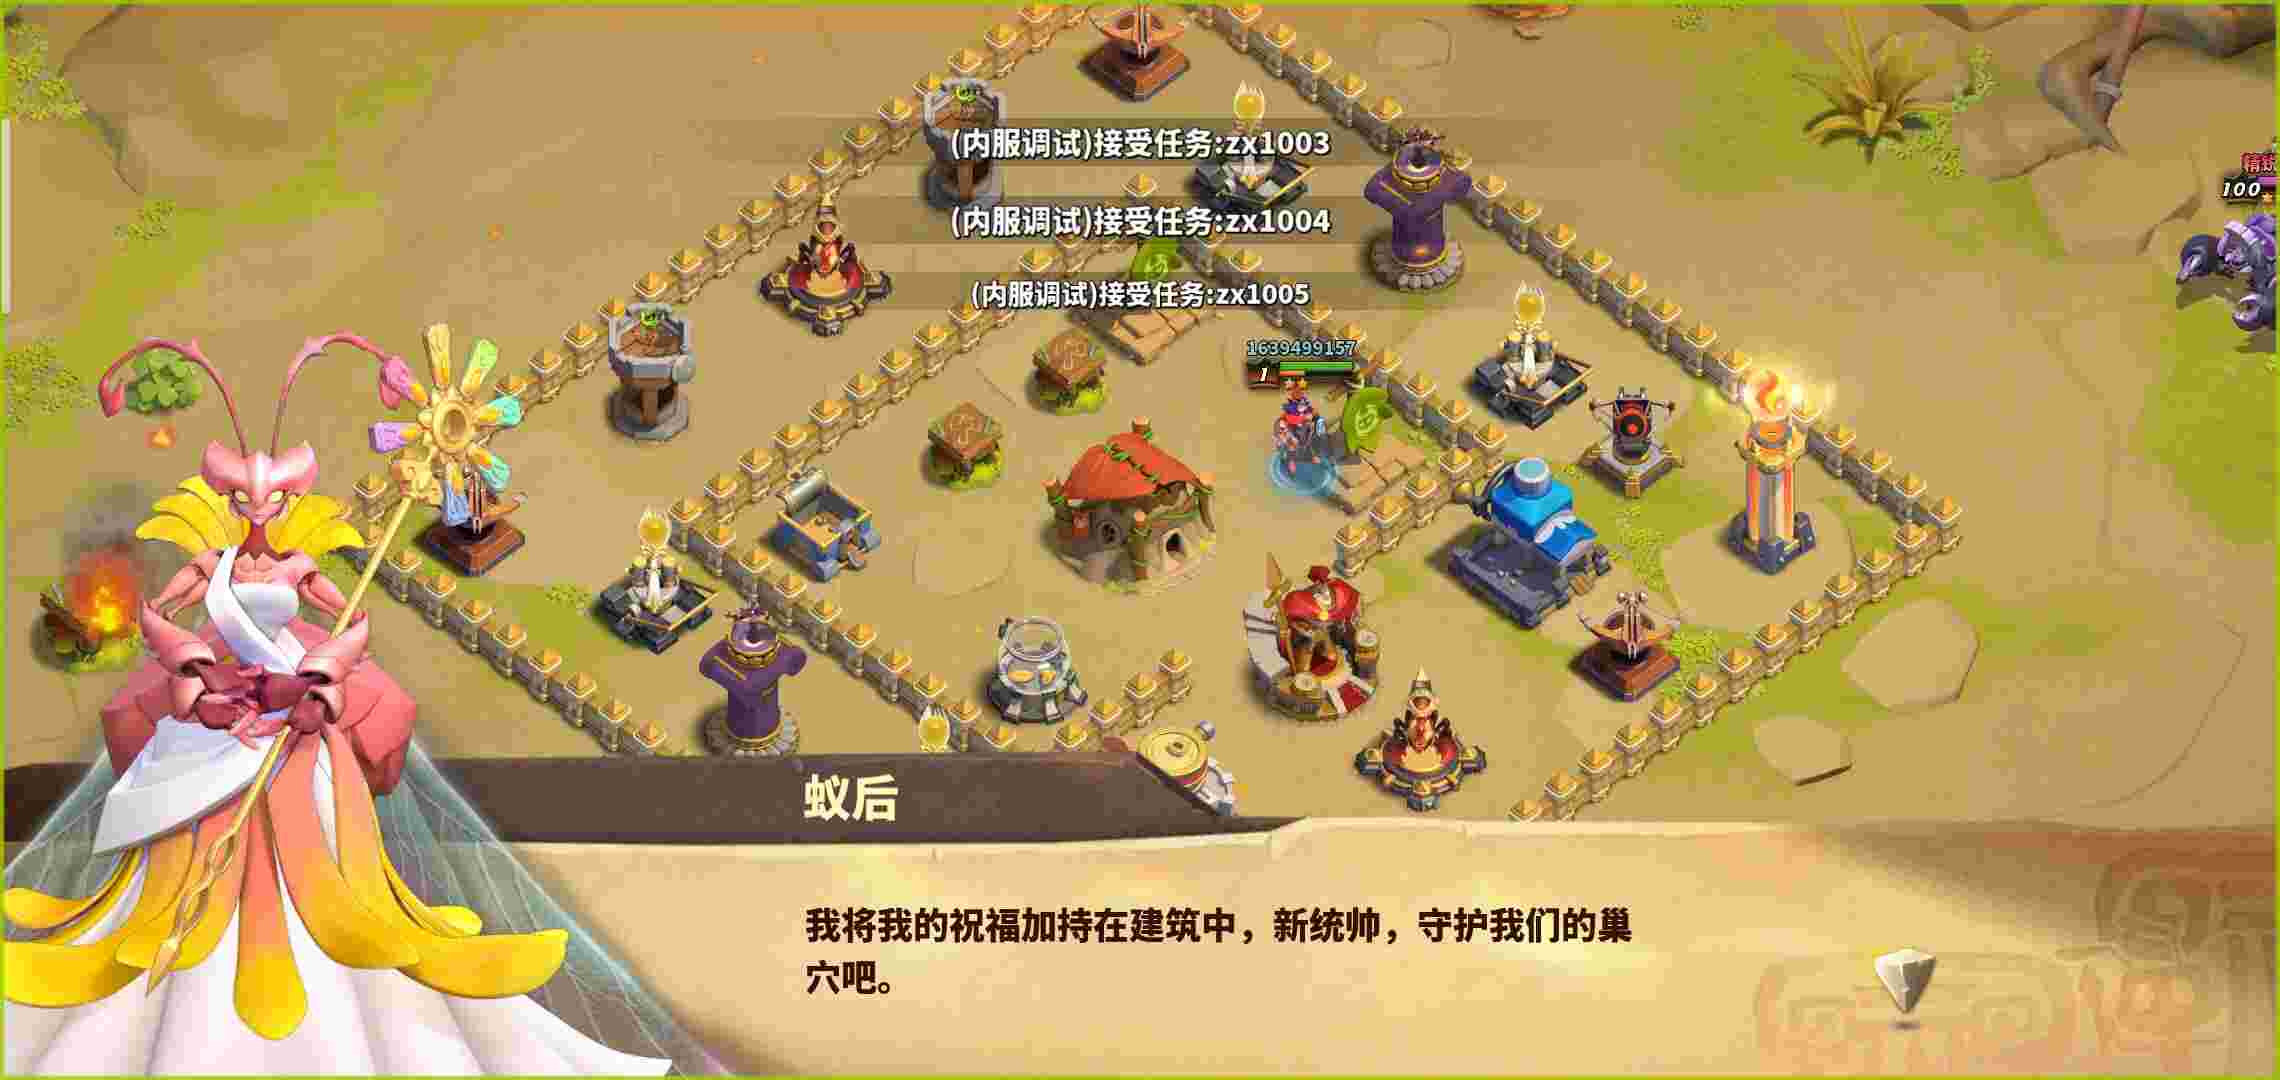 (内服调试)接受任务:zx1003
精锐
100
(内服调试)接受任务:zx1004
(内服调试)接受任务:zx1005
1639499157
1
蚁后
我将我的祝福加持在建筑中，新统帅，守护我们的巢
穴吧。